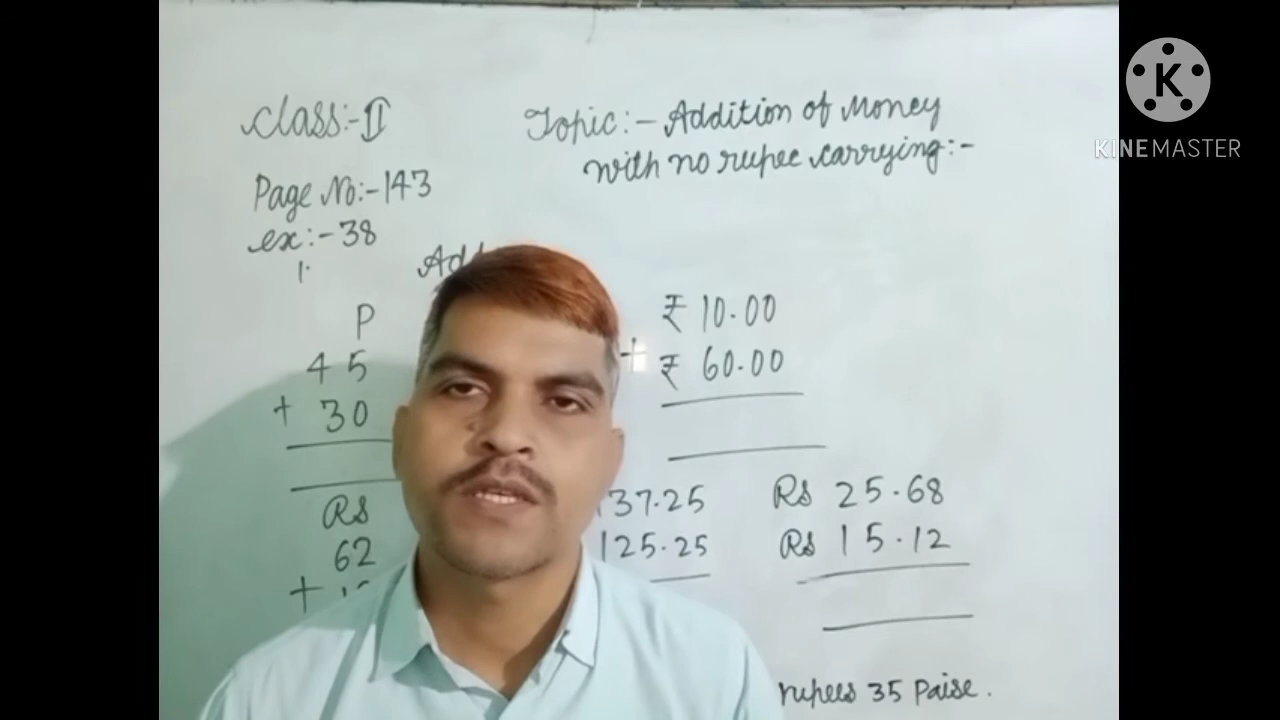 Class:-II
Topic:- Addition of Money
with no rupee carrying:-
Page No:-143
ex:-38
1.
P
45
+ 30
₹ 10.00
+ ₹ 60.00
Rs
62
+
37.25
125.25
Rs 25.68
Rs 15.12
rupees 35 Paise.
K
KINEMASTER